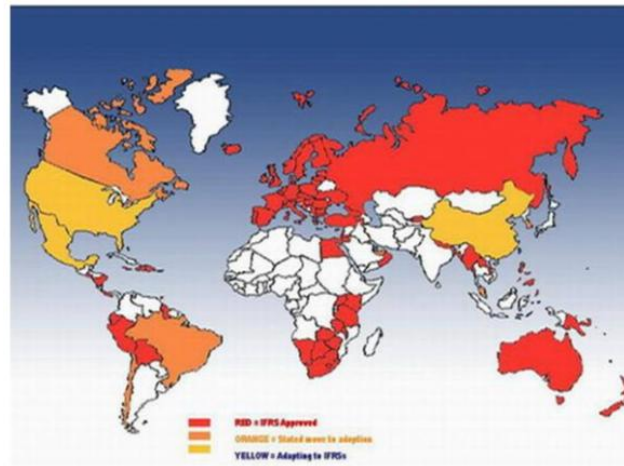 RED = IFRS Approved
ORANGE = Stated move to adoption
YELLOW = Adapting to IFRSs